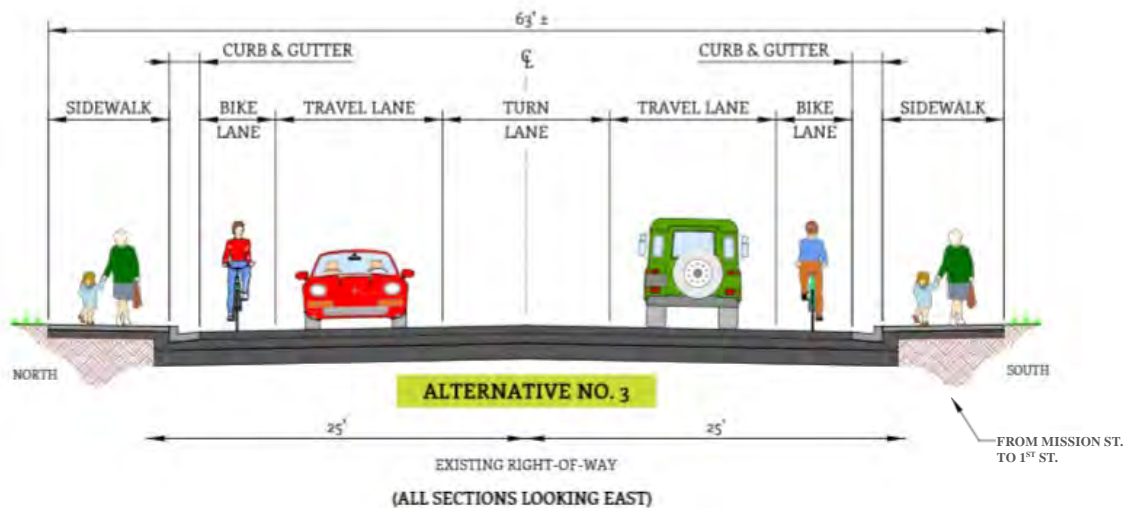 63' ±
CURB & GUTTER
℄
CURB & GUTTER
SIDEWALK
BIKE
LANE
TRAVEL LANE
TURN
LANE
TRAVEL LANE
BIKE
LANE
SIDEWALK
NORTH
SOUTH
ALTERNATIVE NO. 3
25'
25'
EXISTING RIGHT-OF-WAY
FROM MISSION ST.
TO 1ST ST.
(ALL SECTIONS LOOKING EAST)